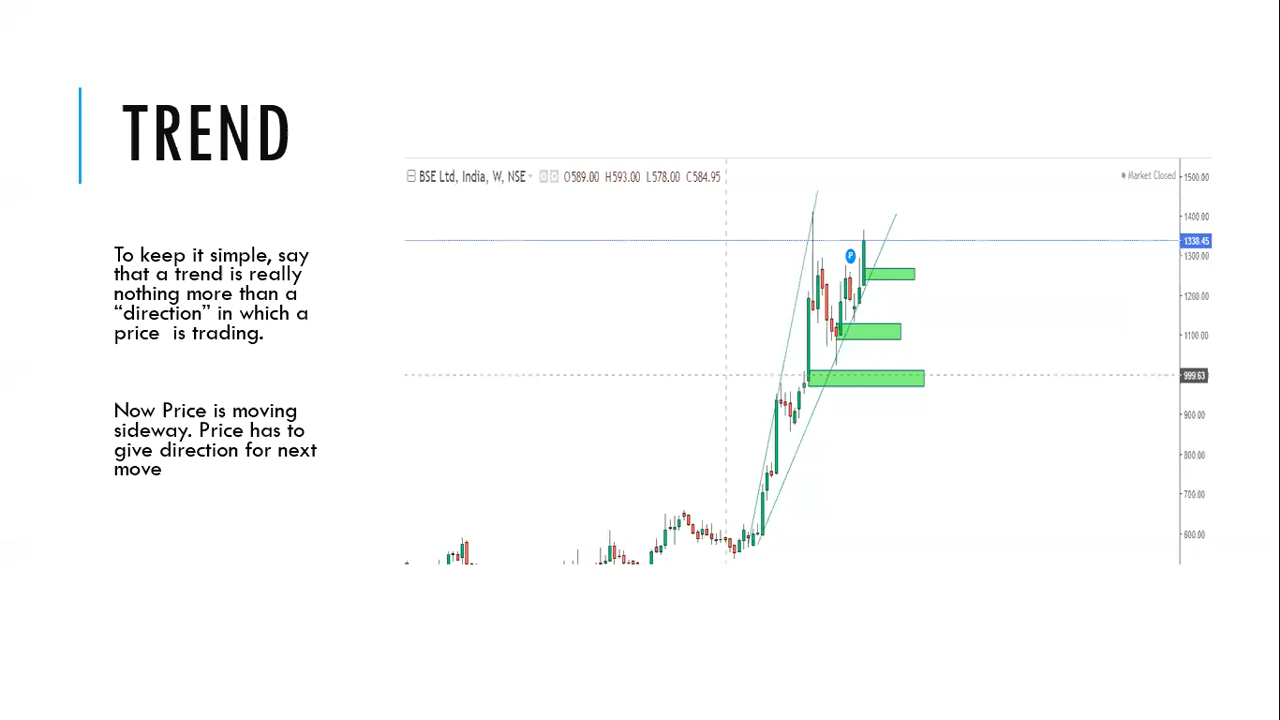 TREND
To keep it simple, say
that a trend is really
nothing more than a
“direction” in which a
price  is trading.
Now Price is moving
sideway. Price has to
give direction for next
move
BSE Ltd, India, W, NSE O589.00 H593.00 L578.00 C584.95
Market Closed
1500.00
1400.00
1338.45
1300.00
1200.00
1100.00
999.63
900.00
800.00
700.00
600.00
P